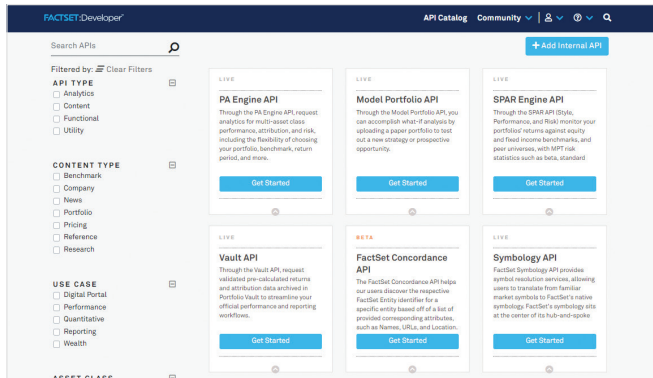 FACTSET:Developer
API Catalog Community
Search APIs
+ Add Internal API
Filtered by: Clear Filters
API TYPE
Analytics
Content
Functional
Utility
CONTENT TYPE
Benchmark
Company
News
Portfolio
Pricing
Reference
Research
USE CASE
Digital Portal
Performance
Quantitative
Reporting
Wealth
ASSET CLASS
LIVE
PA Engine API
Through the PA Engine API, request
analytics for multi-asset class
performance, attribution, and risk,
including the flexibility of choosing
your portfolio, benchmark, return
period, and more.
Get Started
LIVE
Model Portfolio API
Through the Model Portfolio API, you
can accomplish what-if analysis by
uploading a paper portfolio to test
out a new strategy or prospective
opportunity.
Get Started
LIVE
SPAR Engine API
Through the SPAR API (Style,
Performance, and Risk) monitor your
portfolios' returns against equity
and fixed income benchmarks, and
peer universes, with MPT risk
statistics such as beta, standard
Get Started
LIVE
Vault API
Through the Vault API, request
validated pre-calculated returns
and attribution data archived in
Portfolio Vault to streamline your
official performance and reporting
workflows.
Get Started
BETA
FactSet Concordance
API
The FactSet Concordance API helps
our users discover the respective
FactSet Entity identifier for a
specific entity based off of a list of
provided corresponding attributes,
such as Names, URLs, and Location.
Get Started
LIVE
Symbology API
FactSet Symbology API provides
symbol resolution services, allowing
users to translate from familiar
market symbols to FactSet's native
symbology. FactSet's symbology sits
at the center of its hub-and-spoke
Get Started